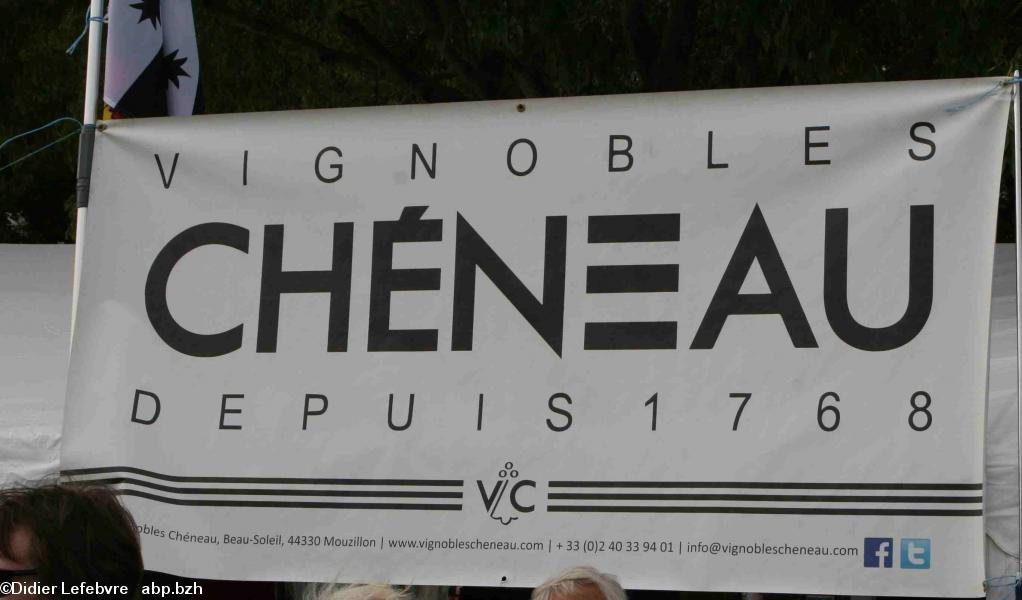 VIGNOBLES
CHÉNEAU
DEPUIS 1768
VC
Chéneau, Beau-Soleil, 44330 Mouzillon | www.vignoblescheneau.com | + 33 (0)2 40 33 94 01 | info@vignoblescheneau.com f t
©Didier Lefebvre abp.bzh